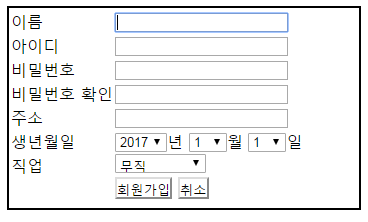 이름
아이디
비밀번호
비밀번호 확인
주소
생년월일 2017 년 1 월 1 일
직업 무직
회원가입 취소